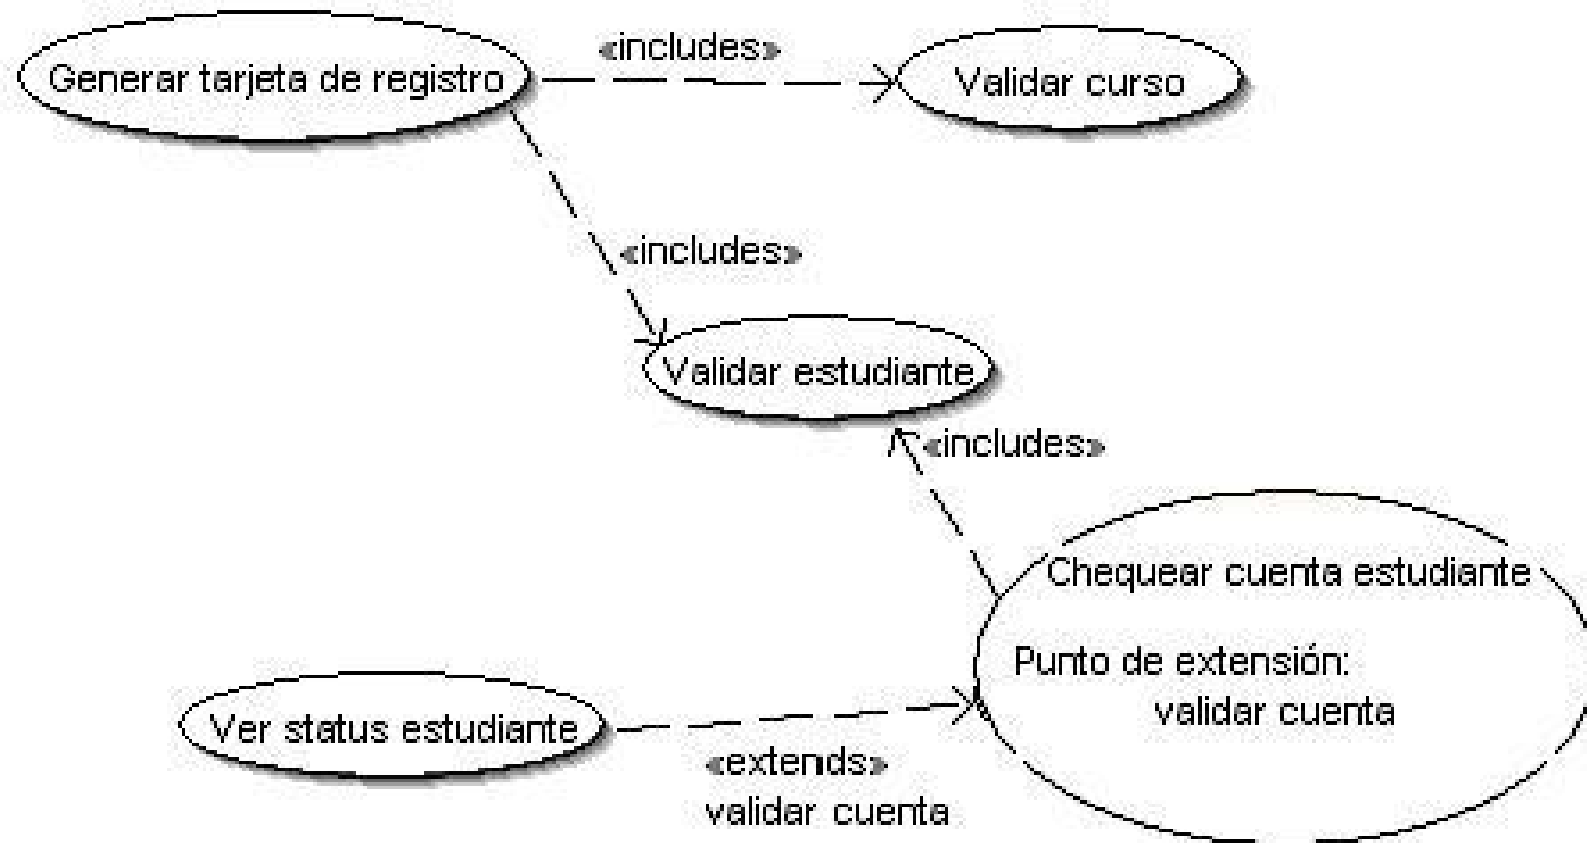 «includes»
Generar tarjeta de registro
Validar curso
«includes»
Validar estudiante
«includes»
Chequear cuenta estudiante
Punto de extensión:
validar cuenta
Ver status estudiante
«extends»
validar cuenta